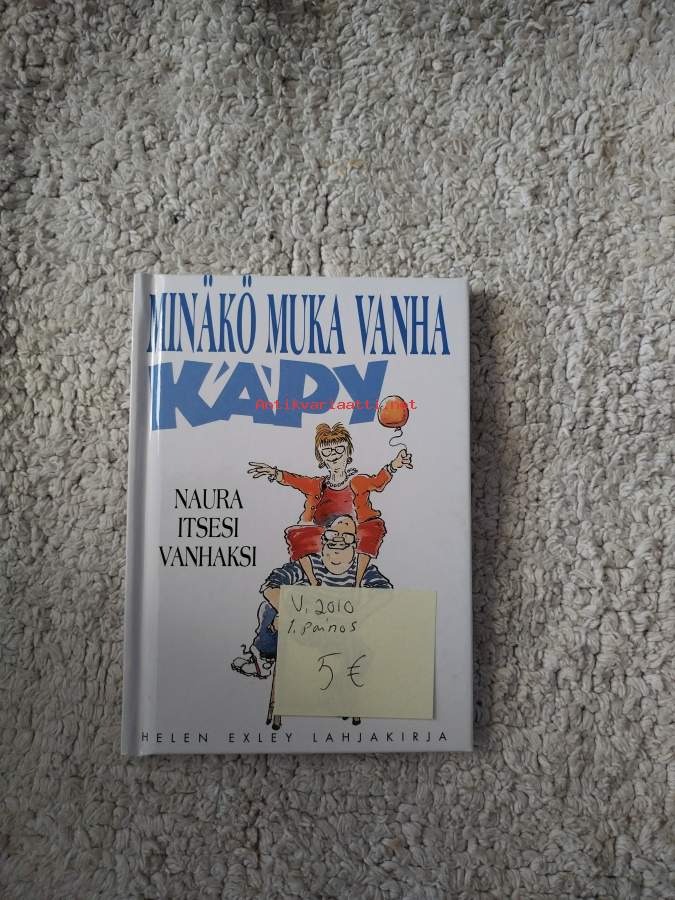 MINÄKÖ MUKA VANHA
KÄPY
Antikvariaatti.net
NAURA
ITSESI
VANHAKSI
V. 2010
1. painos
5 €
HELEN EXLEY LAHJAKIRJA